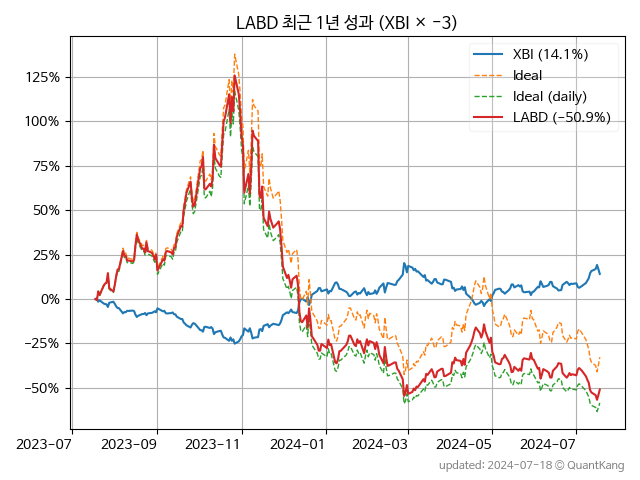 LABD 최근 1년 성과 (XBI × −3)
XBI (14.1%)
Ideal
Ideal (daily)
LABD (−50.9%)
125%
100%
75%
50%
25%
0%
−25%
−50%
2023-07 2023-09 2023-11 2024-01 2024-03 2024-05 2024-07
updated: 2024-07-18 © QuantKang